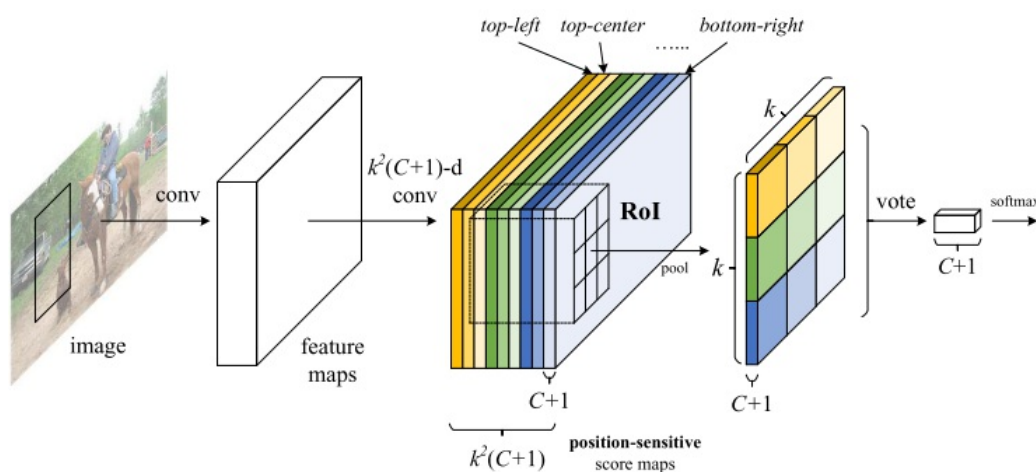 top-left
top-center
......
bottom-right
image
conv
feature
maps
k²(C+1)-d
conv
RoI
pool
C+1
k²(C+1)
position-sensitive
score maps
k
k
C+1
vote
C+1
softmax